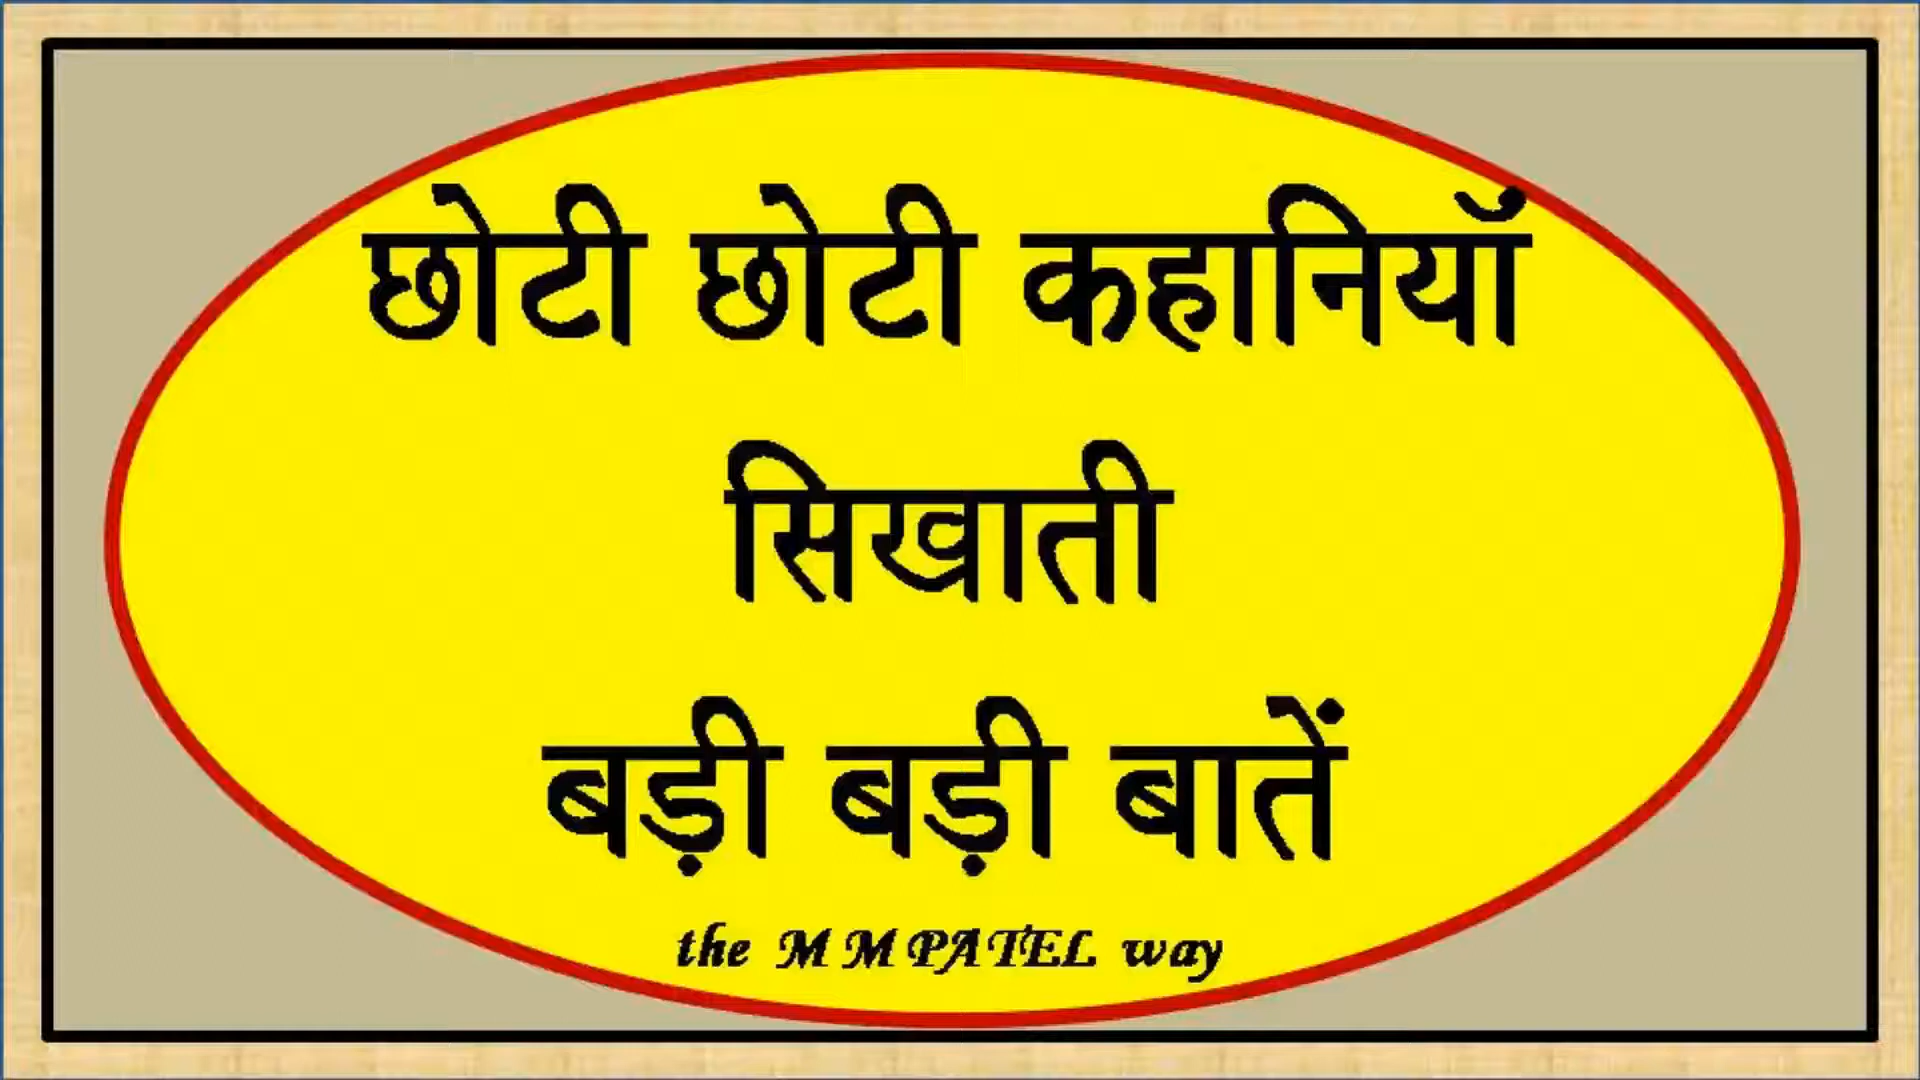 छोटी छोटी कहानियाँ
सिखाती
बड़ी बड़ी बातें
the M M PATEL way